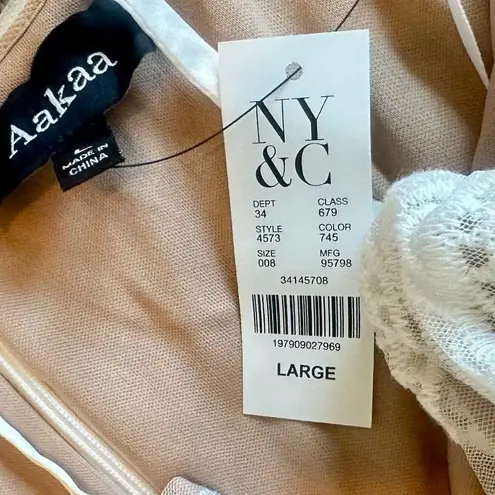 Aakaa
L
MADE IN
CHINA
NY
&C
DEPT CLASS
34 679
STYLE COLOR
4573 745
SIZE MFG
008 95798
34145708
197909027969
LARGE